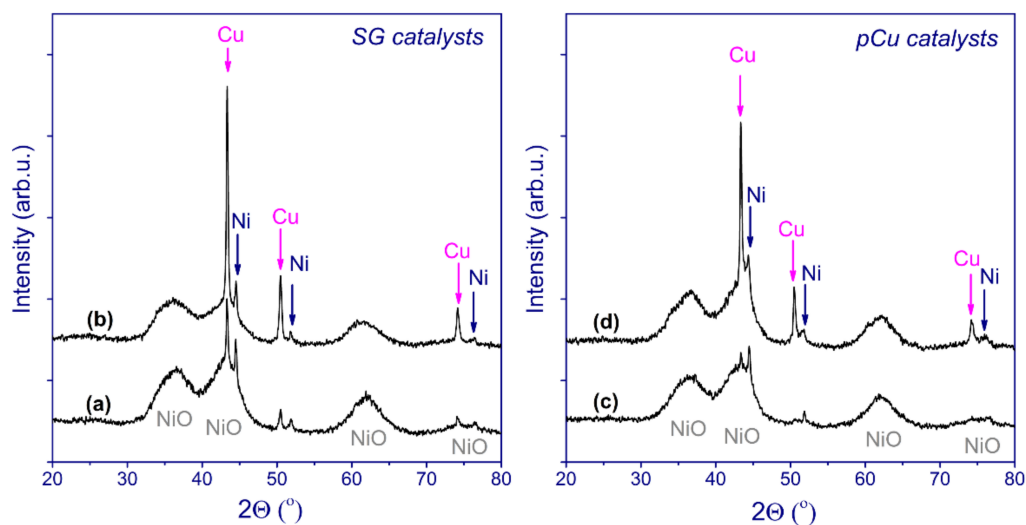 SG catalysts
Cu
Ni
Cu
Ni
Cu
Ni
(b)
(a)
NiO
NiO
NiO
NiO
Intensity (arb.u.)
20 30 40 50 60 70 80
2Θ (°)
pCu catalysts
Cu
Ni
Cu
Ni
Cu
Ni
(d)
(c)
NiO
NiO
NiO
NiO
Intensity (arb.u.)
20 30 40 50 60 70 80
2Θ (°)